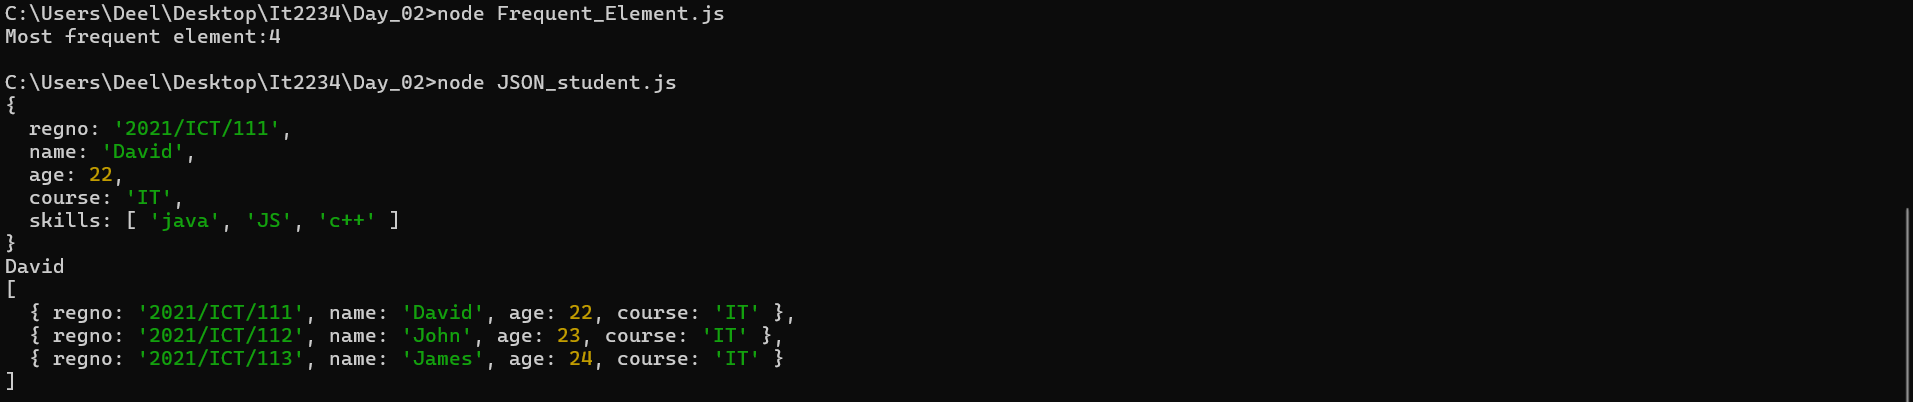 C:\Users\Deel\Desktop\It2234\Day_02>node Frequent_Element.js
Most frequent element:4
C:\Users\Deel\Desktop\It2234\Day_02>node JSON_student.js
{
  regno: '2021/ICT/111',
  name: 'David',
  age: 22,
  course: 'IT',
  skills: [ 'java', 'JS', 'c++' ]
}
David
[
  { regno: '2021/ICT/111', name: 'David', age: 22, course: 'IT' },
  { regno: '2021/ICT/112', name: 'John', age: 23, course: 'IT' },
  { regno: '2021/ICT/113', name: 'James', age: 24, course: 'IT' }
]